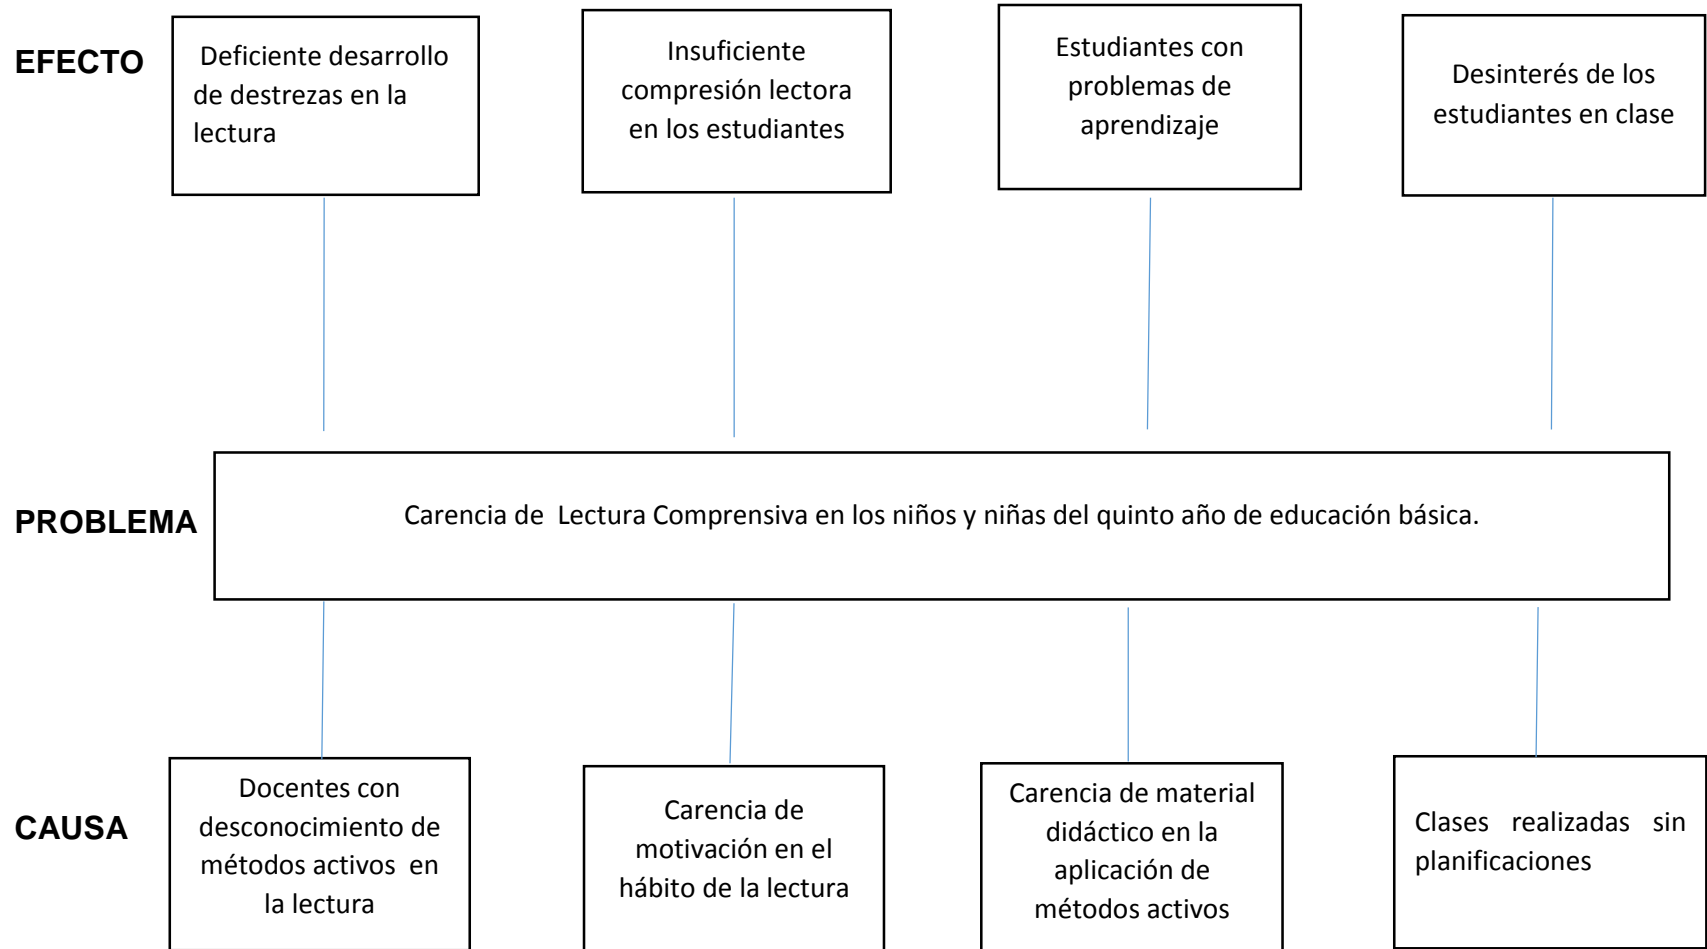 EFECTO
Deficiente desarrollo
de destrezas en la
lectura
Insuficiente
compresión lectora
en los estudiantes
Estudiantes con
problemas de
aprendizaje
Desinterés de los
estudiantes en clase
PROBLEMA
Carencia de Lectura Comprensiva en los niños y niñas del quinto año de educación básica.
CAUSA
Docentes con
desconocimiento de
métodos activos en
la lectura
Carencia de
motivación en el
hábito de la lectura
Carencia de material
didáctico en la
aplicación de
métodos activos
Clases realizadas sin
planificaciones